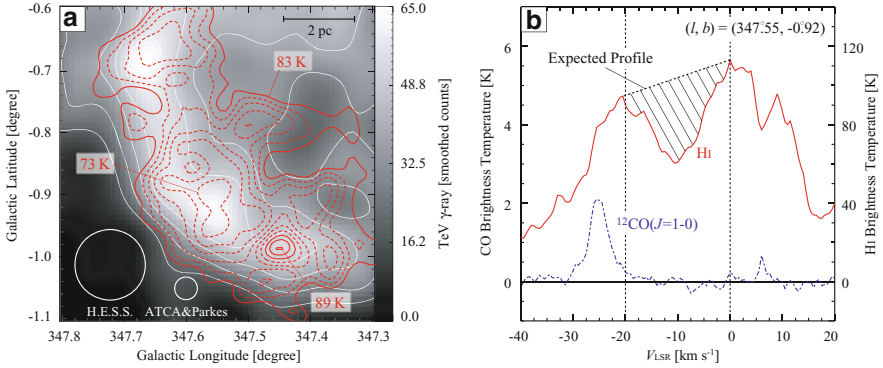 a
2 pc
83 K
73 K
89 K
H.E.S.S.
ATCA&Parkes
-0.6
-0.7
-0.8
-0.9
-1.0
-1.1
Galactic Latitude [degree]
347.8
347.7
347.6
347.5
347.4
347.3
Galactic Longitude [degree]
65.0
48.8
32.5
16.2
0.0
TeV γ-ray [smoothed counts]
b
(l, b) = (347°55, -0°92)
Expected Profile
HI
¹²CO(J=1-0)
6
4
2
0
CO Brightness Temperature [K]
120
80
40
0
HI Brightness Temperature [K]
-40
-30
-20
-10
0
10
20
VLSR [km s⁻¹]